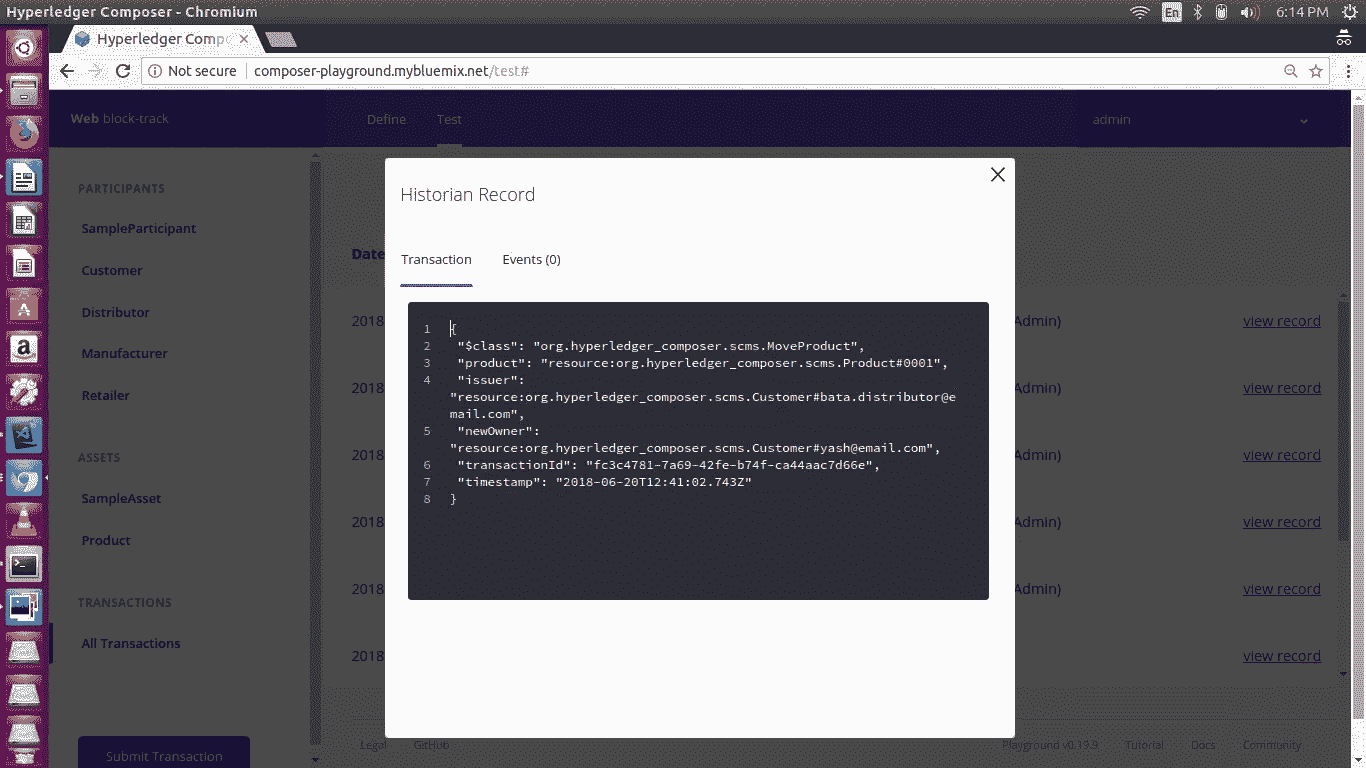 Hyperledger Composer - Chromium
En
6:14 PM
Hyperledger Comp
Not secure
composer-playground.mybluemix.net/test#
Web block-track
Define
Test
admin
PARTICIPANTS
SampleParticipant
Customer
Distributor
Manufacturer
Retailer
ASSETS
SampleAsset
Product
TRANSACTIONS
All Transactions
Submit Transaction
Date
2018
Admin)
view record
2018
Admin)
view record
2018
Admin)
view record
2018
Admin)
view record
2018
Admin)
view record
2018
view record
Historian Record
Transaction
Events (0)
1 {
2 "$class": "org.hyperledger_composer.scms.MoveProduct",
3 "product": "resource:org.hyperledger_composer.scms.Product#0001",
4 "issuer":
"resource:org.hyperledger_composer.scms.Customer#bata.distributor@e
mail.com",
5 "newOwner":
"resource:org.hyperledger_composer.scms.Customer#yash@email.com",
6 "transactionId": "fc3c4781-7a69-42fe-b74f-ca44aac7d66e",
7 "timestamp": "2018-06-20T12:41:02.743Z"
8 }
Legal
GitHub
Playground v0.19.9
Tutorial
Docs
Community